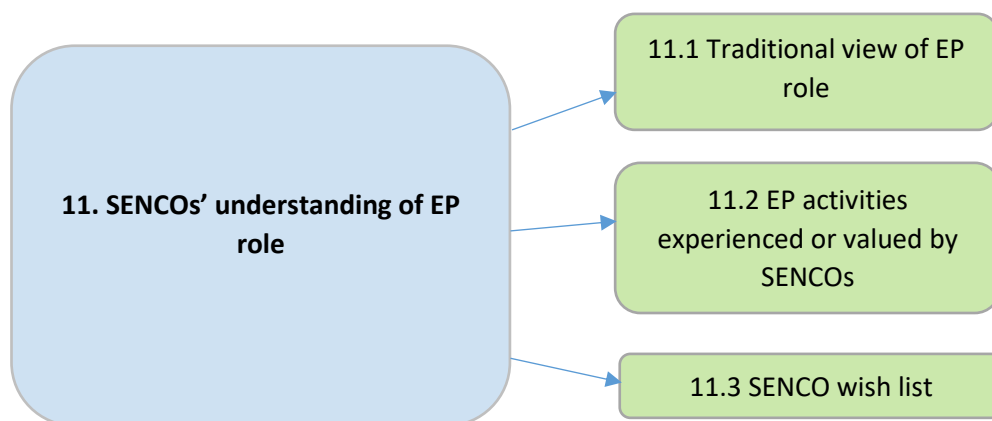 11. SENCOs’ understanding of EP
role
11.1 Traditional view of EP
role
11.2 EP activities
experienced or valued by
SENCOs
11.3 SENCO wish list